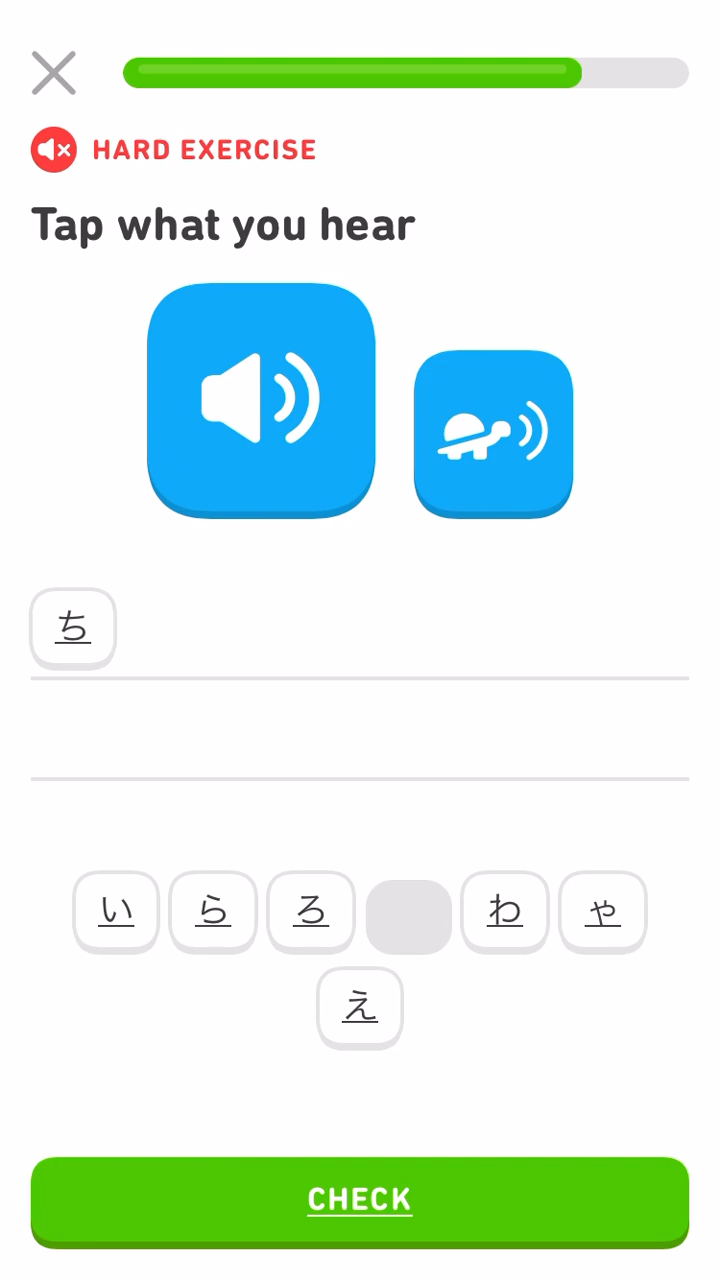 HARD EXERCISE
Tap what you hear
ち
い ら ろ わ ゃ
え
CHECK